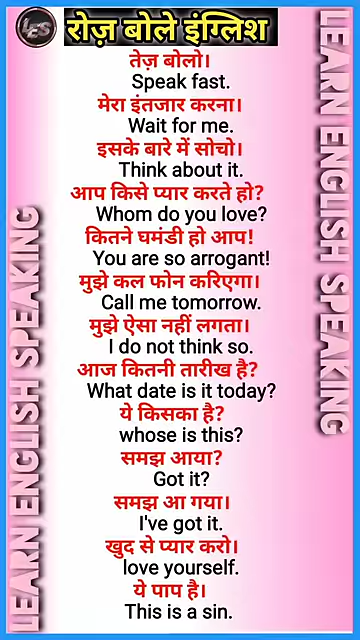 LES
रोज़ बोले इंग्लिश
तेज़ बोलो।
Speak fast.
मेरा इंतजार करना।
Wait for me.
इसके बारे में सोचो।
Think about it.
आप किसे प्यार करते हो?
Whom do you love?
कितने घमंडी हो आप!
You are so arrogant!
मुझे कल फोन करिएगा।
Call me tomorrow.
मुझे ऐसा नहीं लगता।
I do not think so.
आज कितनी तारीख है?
What date is it today?
ये किसका है?
whose is this?
समझ आया?
Got it?
समझ आ गया।
I've got it.
खुद से प्यार करो।
love yourself.
ये पाप है।
This is a sin.
LEARN ENGLISH SPEAKING
LEARN ENGLISH SPEAKING